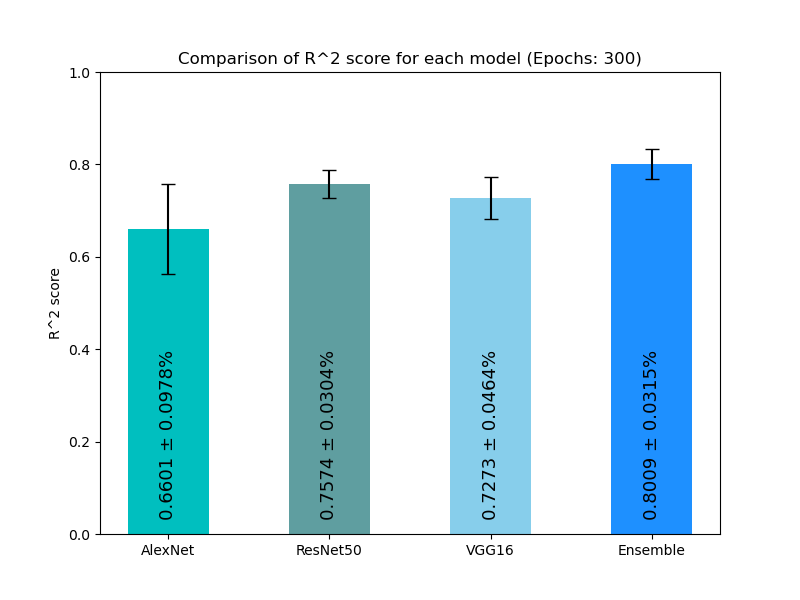 Comparison of R^2 score for each model (Epochs: 300)
R^2 score
1.0
0.8
0.6
0.4
0.2
0.0
0.6601 ± 0.0978%
0.7574 ± 0.0304%
0.7273 ± 0.0464%
0.8009 ± 0.0315%
AlexNet
ResNet50
VGG16
Ensemble